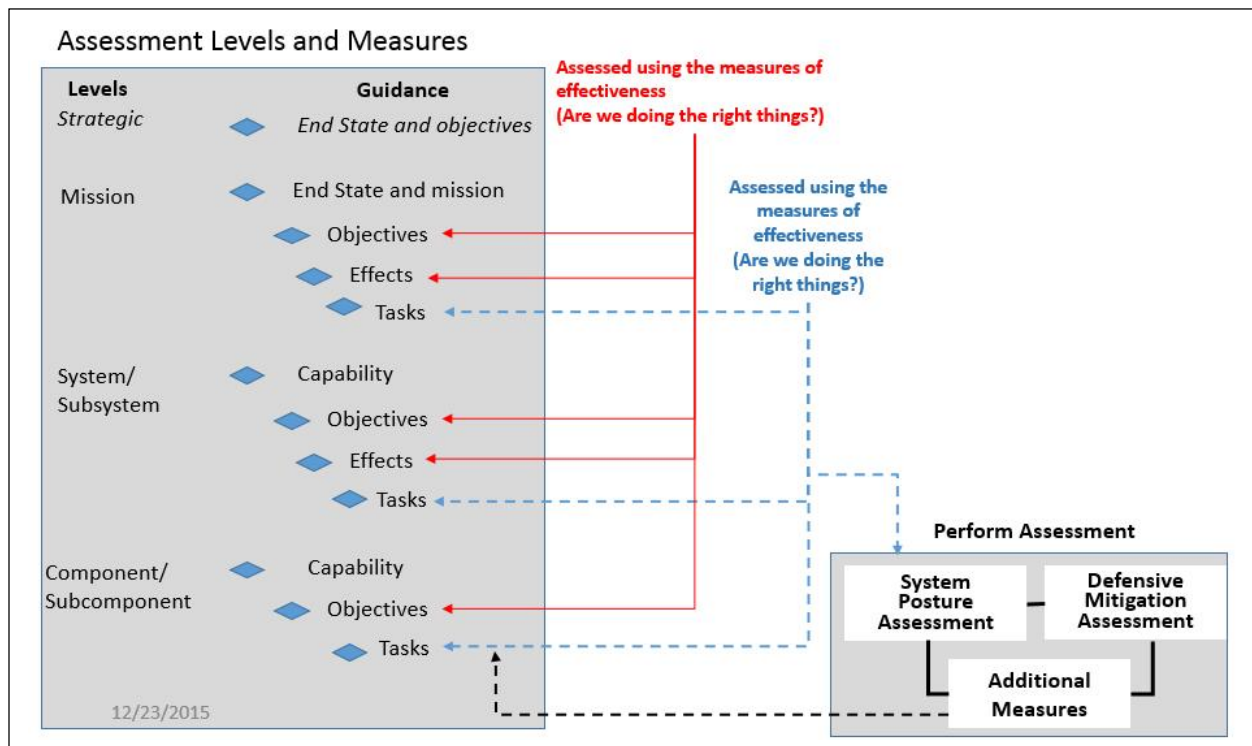 Assessment Levels and Measures
Levels
Guidance
Strategic
End State and objectives
Mission
End State and mission
Objectives
Effects
Tasks
System/
Subsystem
Capability
Objectives
Effects
Tasks
Component/
Subcomponent
Capability
Objectives
Tasks
12/23/2015
Assessed using the measures of
effectiveness
(Are we doing the right things?)
Assessed using the
measures of
effectiveness
(Are we doing the
right things?)
Perform Assessment
System
Posture
Assessment
Defensive
Mitigation
Assessment
Additional
Measures